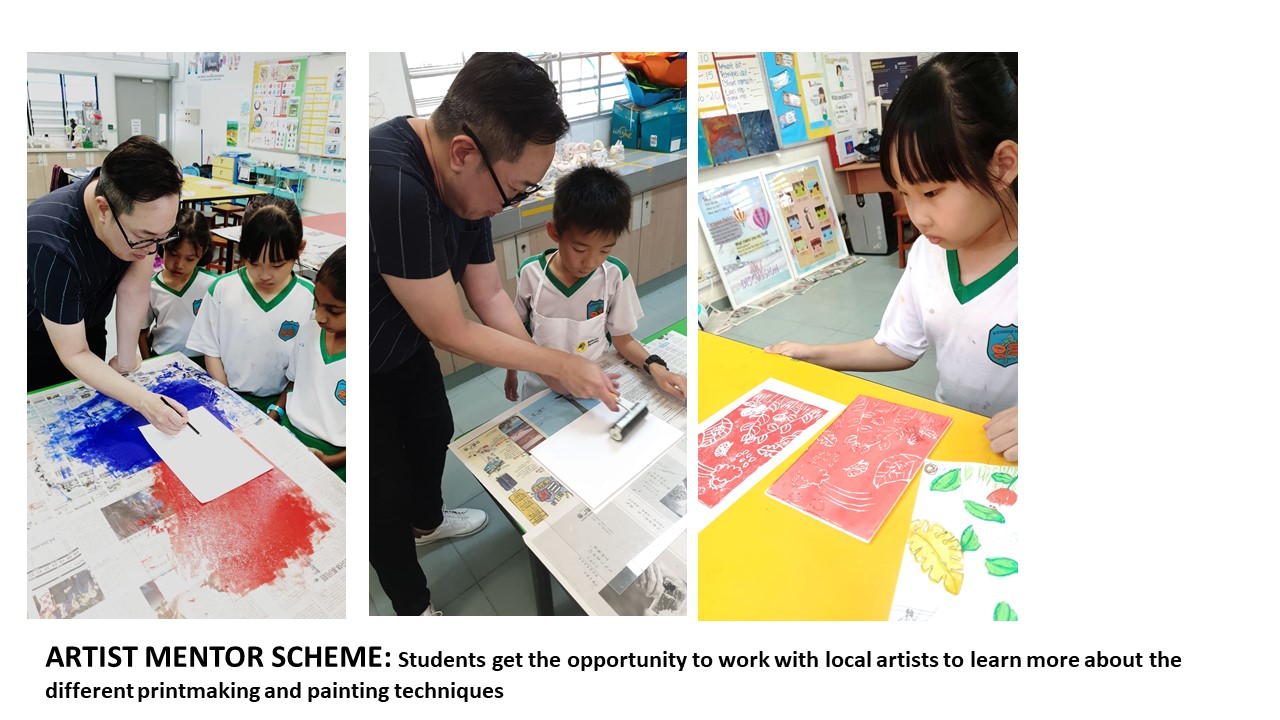 ARTIST MENTOR SCHEME: Students get the opportunity to work with local artists to learn more about the
different printmaking and painting techniques